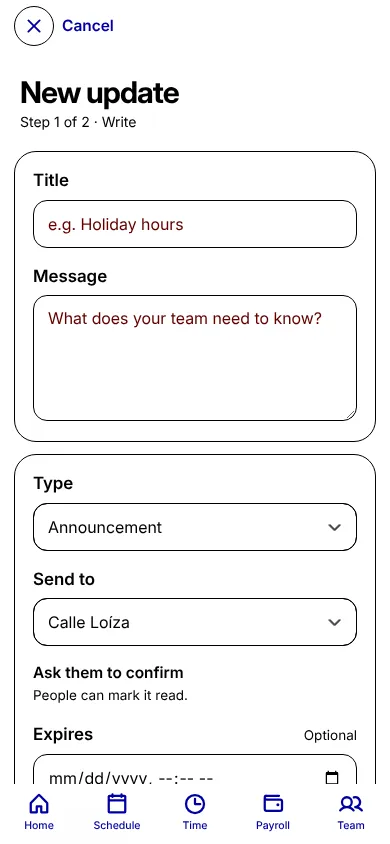 Cancel
New update
Step 1 of 2 · Write
Title
e.g. Holiday hours
Message
What does your team need to know?
Type
Announcement
Send to
Calle Loíza
Ask them to confirm
People can mark it read.
Expires Optional
mm/dd/yyyy, --:-- --
Home Schedule Time Payroll Team